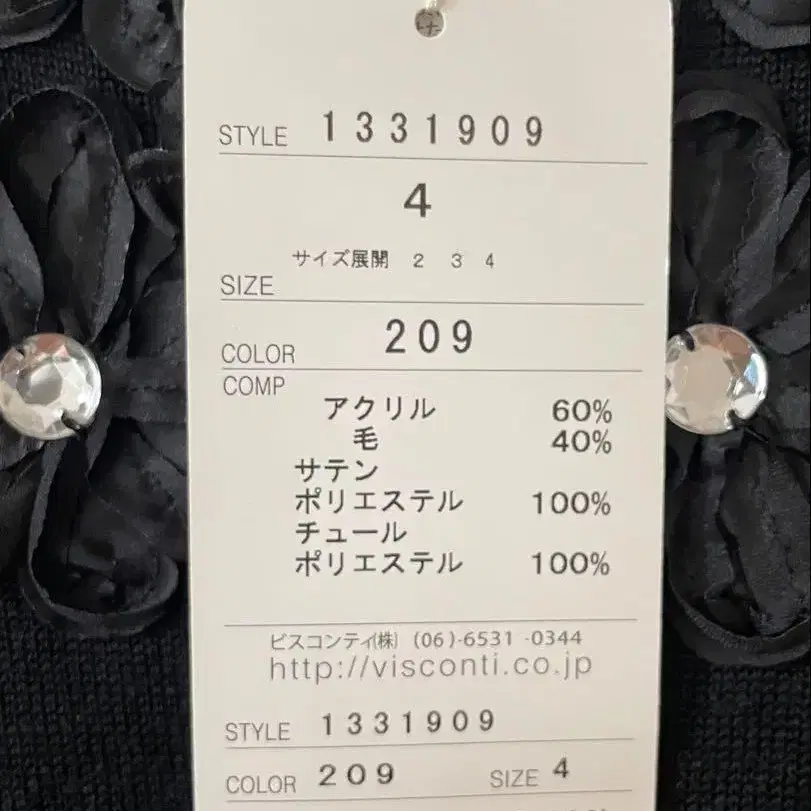 STYLE 1331909
4
サイズ展開 2 3 4
SIZE
COLOR 209
COMP
アクリル 60%
毛 40%
サテン
ポリエステル 100%
チュール
ポリエステル 100%
ビスコンティ(株) (06)-6531-0344
http://visconti.co.jp
STYLE 1331909
COLOR 209 SIZE 4